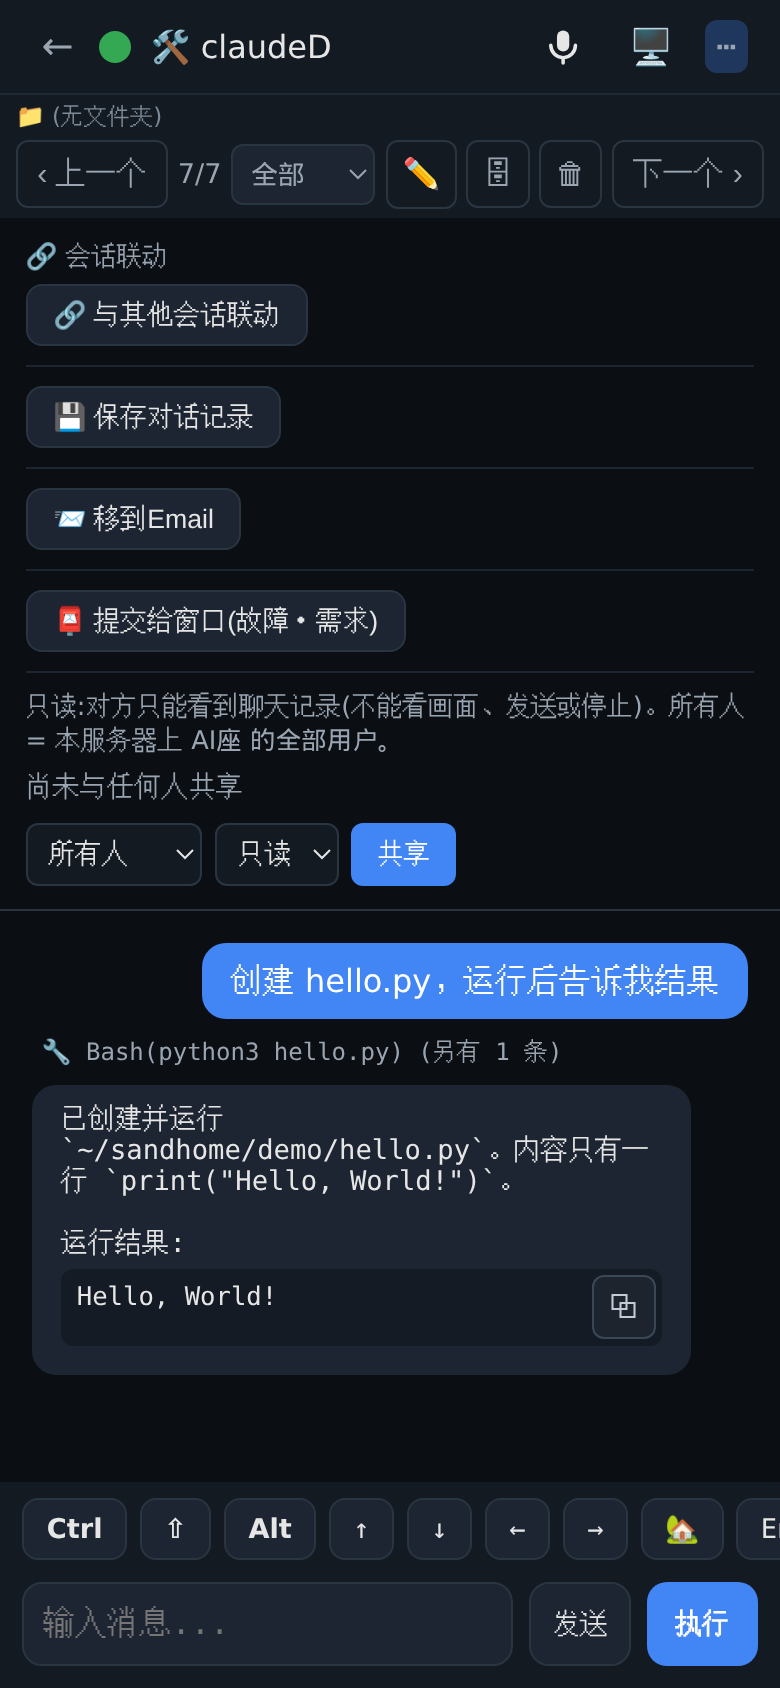 ← 🛠️ claudeD 🖥️ ⋯
📁 (无文件夹)
‹ 上一个 7/7 全部 ✏️ 🗄 🗑 下一个 ›
🔗 会话联动
🔗 与其他会话联动
💾 保存对话记录
📨 移到Email
📮 提交给窗口(故障・需求)
只读:对方只能看到聊天记录(不能看画面、发送或停止)。所有人
= 本服务器上 AI座 的全部用户。
尚未与任何人共享
所有人 只读 共享
创建 hello.py，运行后告诉我结果
🔧 Bash(python3 hello.py) (另有 1 条)
已创建并运行
`~/sandhome/demo/hello.py`。内容只有一
行 `print("Hello, World!")`。
运行结果:
Hello, World!
Ctrl ⇧ Alt ↑ ↓ ← → 🏡
输入消息... 发送 执行